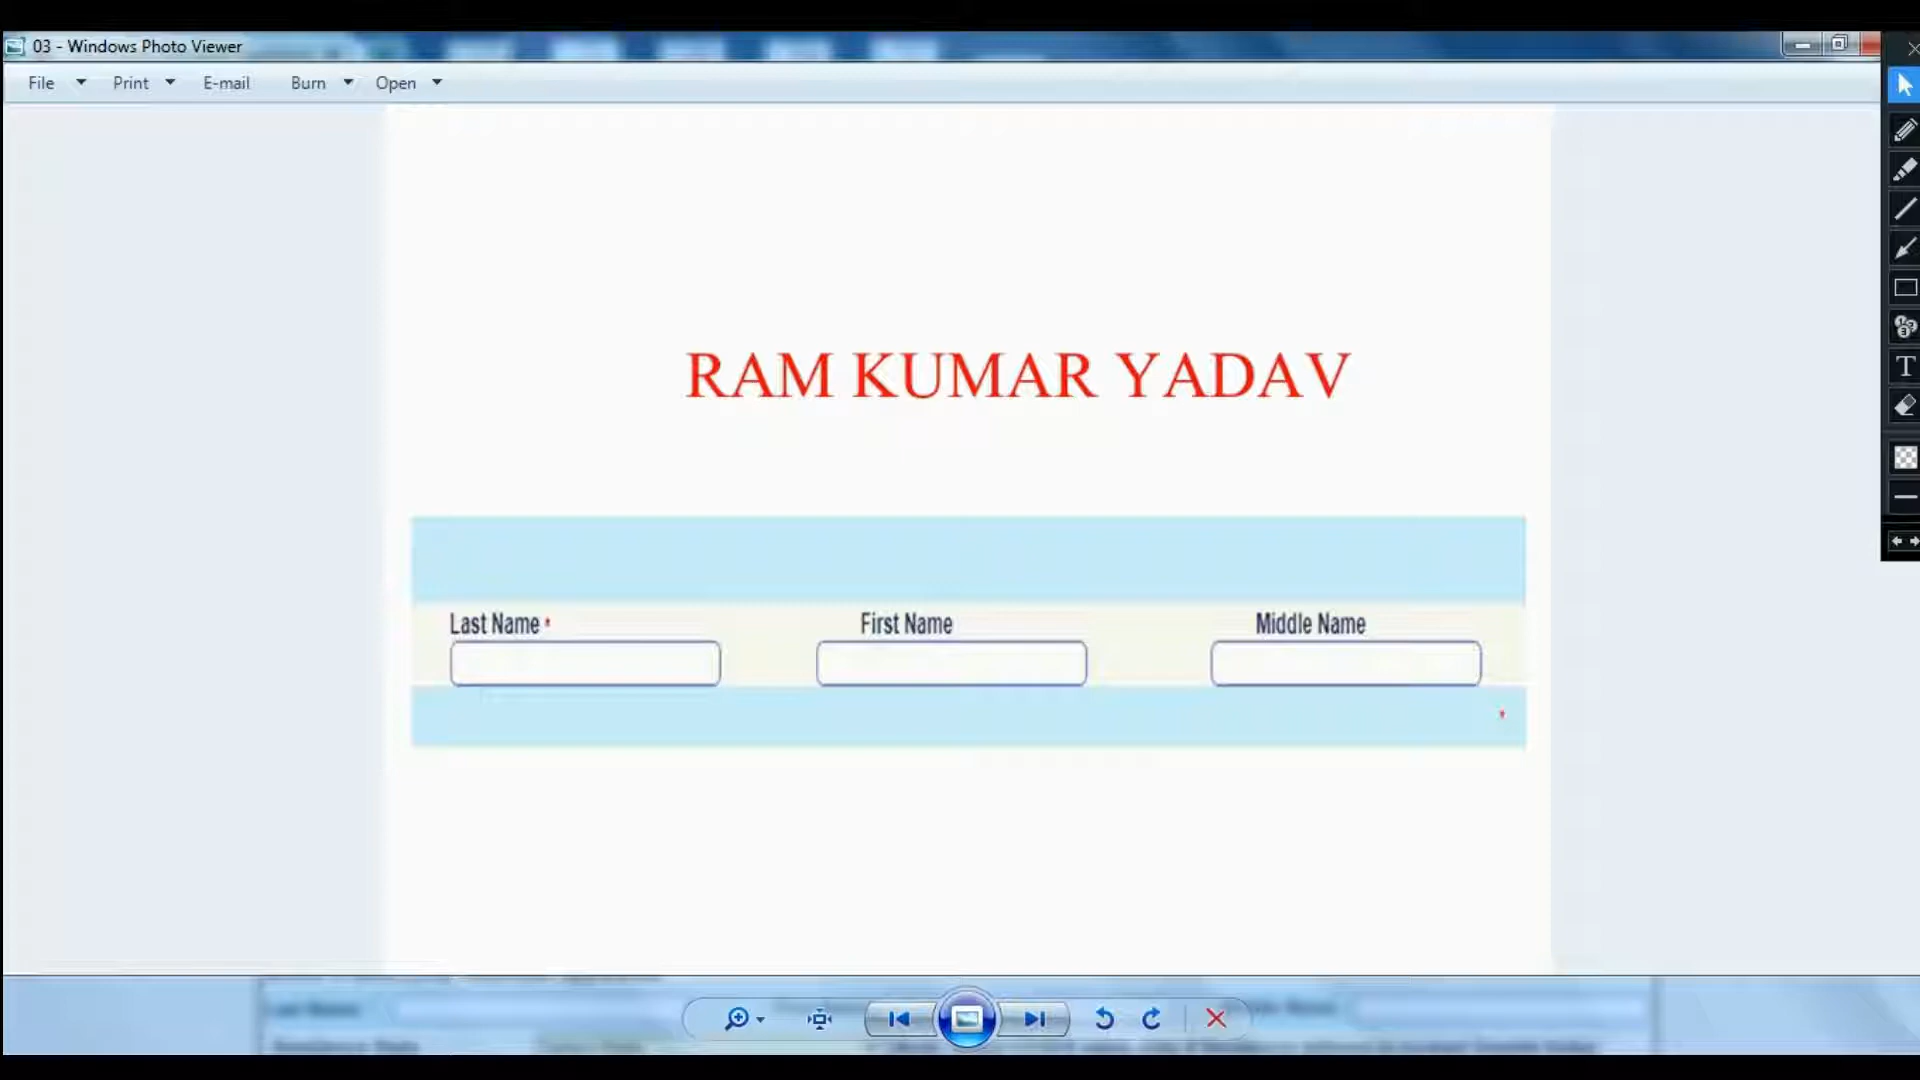 03 - Windows Photo Viewer
File Print E-mail Burn Open
RAM KUMAR YADAV
Last Name * First Name Middle Name
*
T